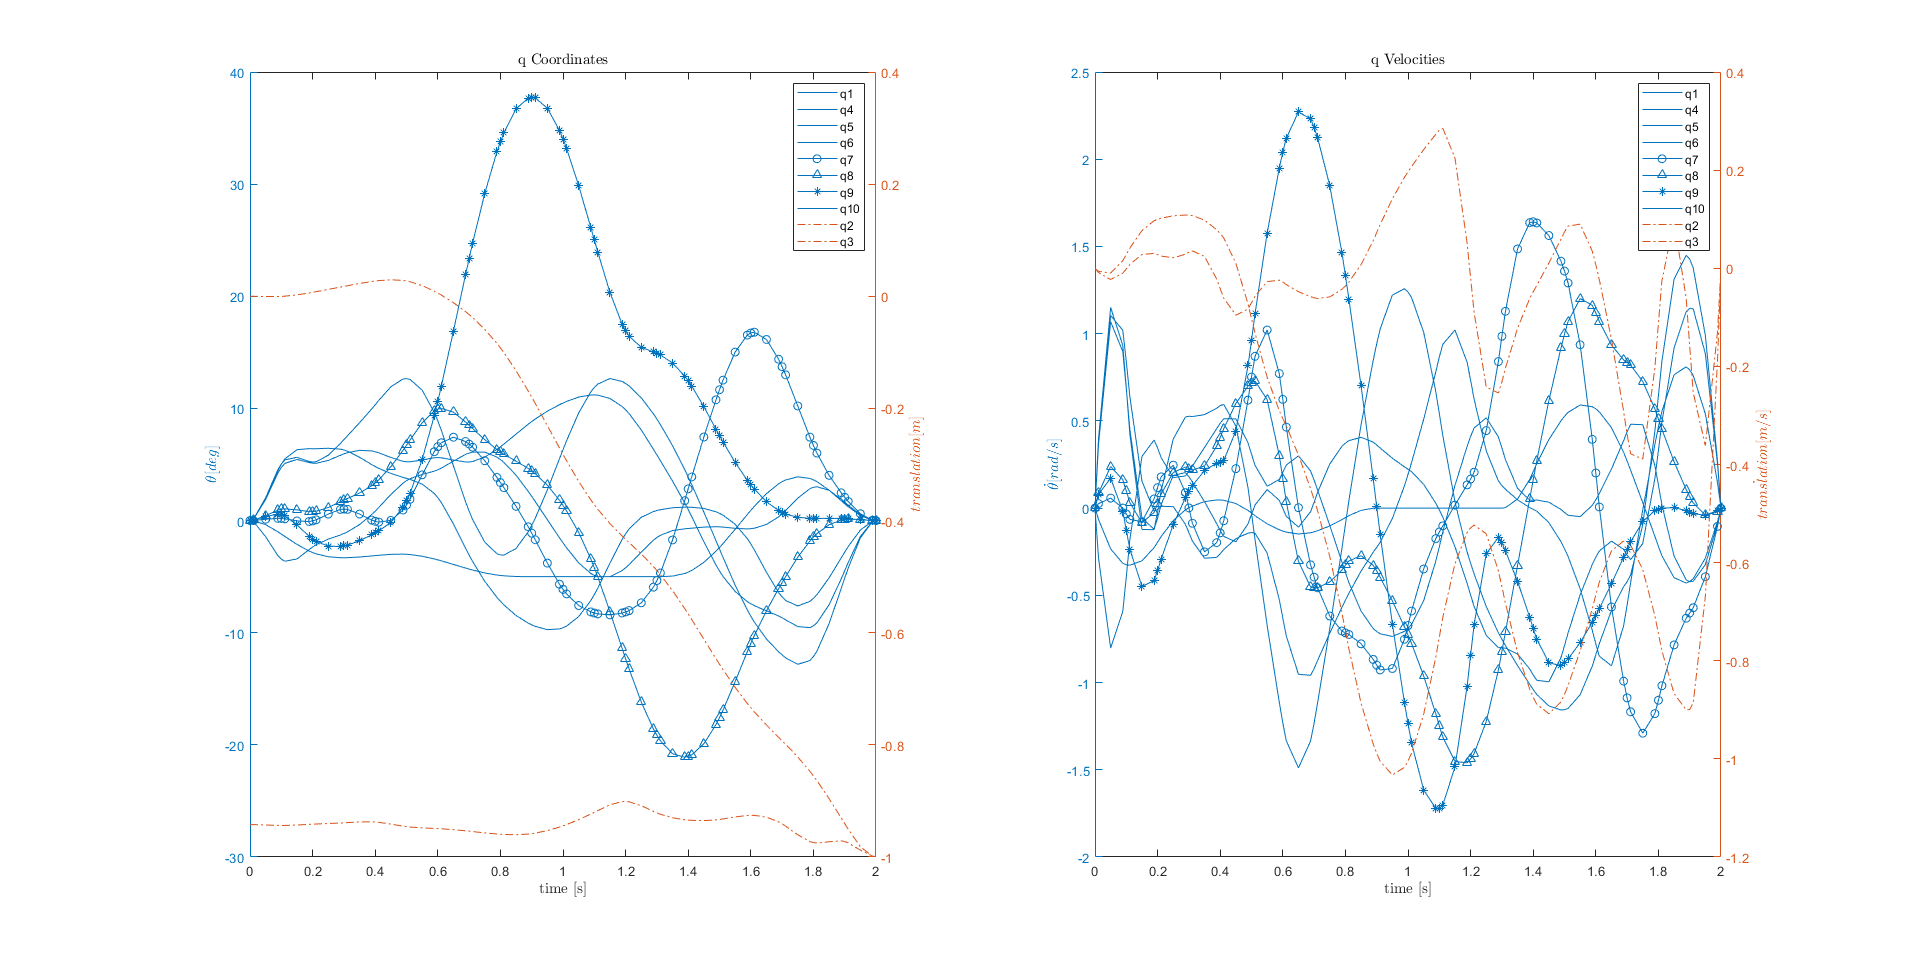 q Coordinates
40
30
20
10
0
-10
-20
-30
θ[deg]
0.4
0.2
0
-0.2
-0.4
-0.6
-0.8
-1
translation[m]
0
0.2
0.4
0.6
0.8
1
1.2
1.4
1.6
1.8
2
time [s]
q1
q4
q5
q6
q7
q8
q9
q10
q2
q3
q Velocities
2.5
2
1.5
1
0.5
0
-0.5
-1
-1.5
-2
θ̇[rad/s]
0.4
0.2
0
-0.2
-0.4
-0.6
-0.8
-1
-1.2
translation[m/s]
0
0.2
0.4
0.6
0.8
1
1.2
1.4
1.6
1.8
2
time [s]
q1
q4
q5
q6
q7
q8
q9
q10
q2
q3